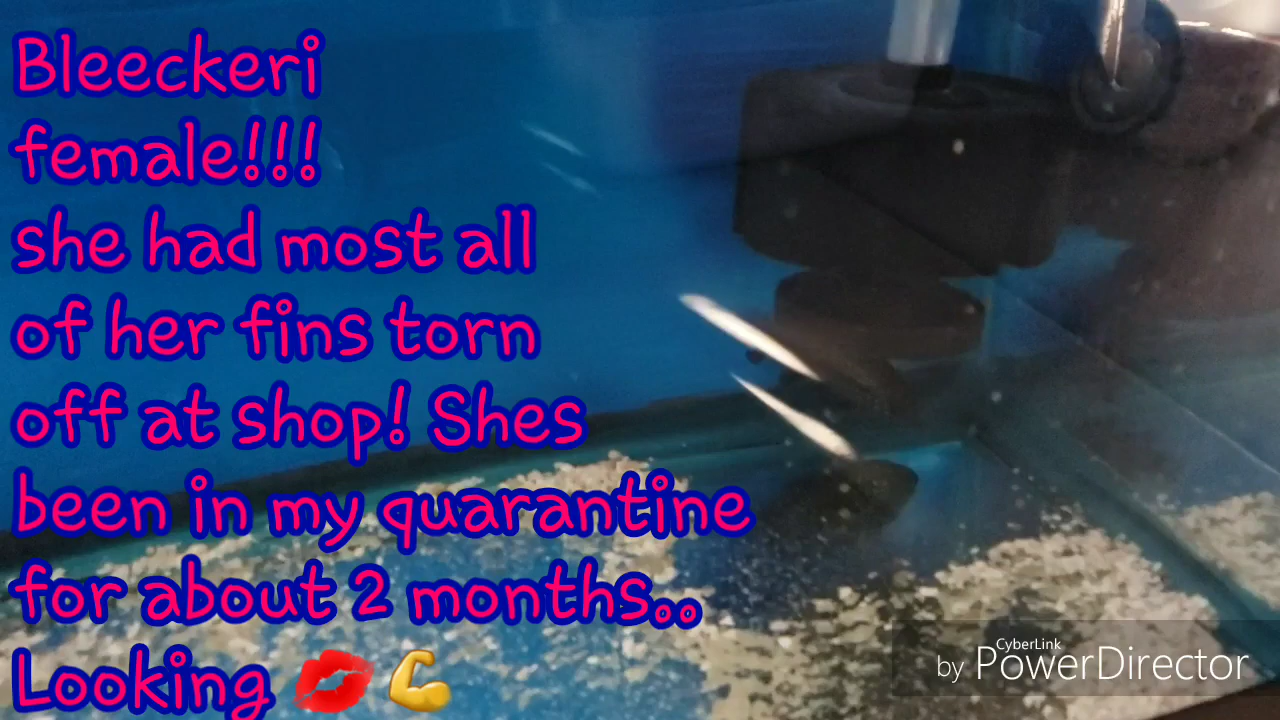 Bleeckeri
female!!!
she had most all
of her fins torn
off at shop! Shes
been in my quarantine
for about 2 months..
Looking 💋 💪
CyberLink
by PowerDirector